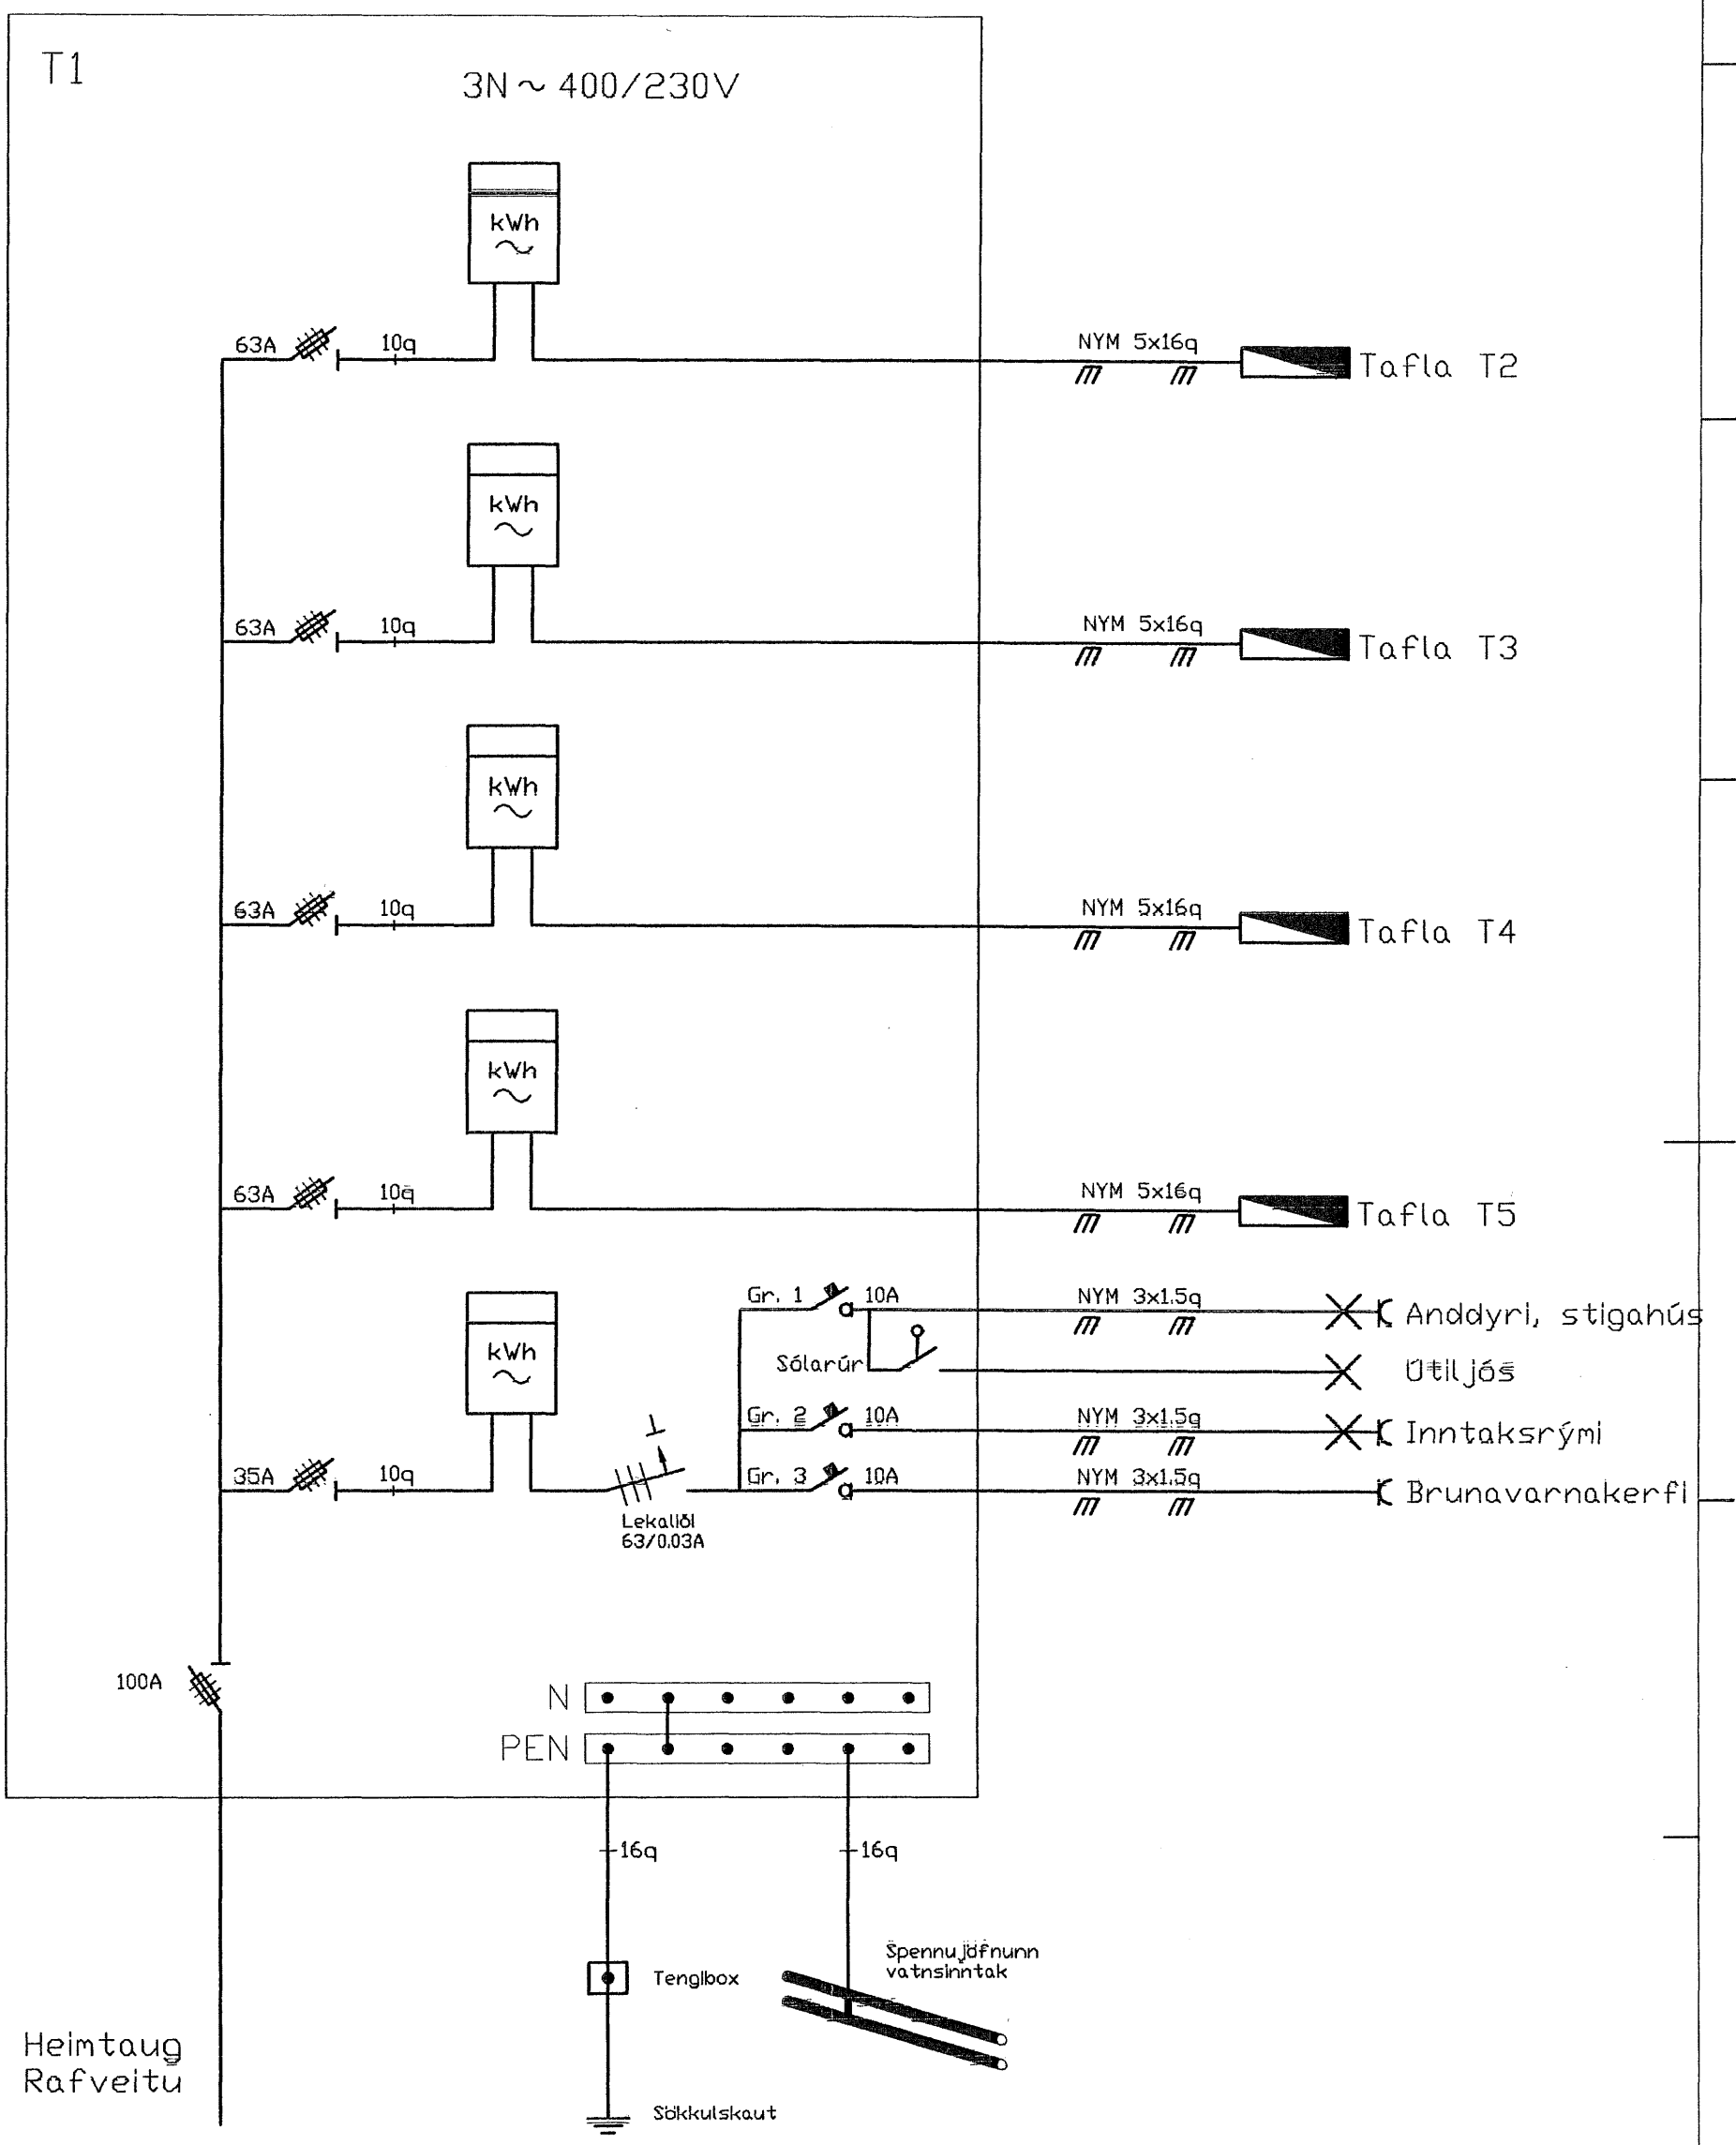 T1
3N ~ 400/230V
kWh
63A
10q
NYM 5x16q
Tafla T2
kWh
63A
10q
NYM 5x16q
Tafla T3
kWh
63A
10q
NYM 5x16q
Tafla T4
kWh
63A
10q
NYM 5x16q
Tafla T5
kWh
Gr. 1
10A
NYM 3x1.5q
Anddyri, stigahús
Sólarúr
Útiljós
Gr. 2
10A
NYM 3x1.5q
Inntaksrými
35A
10q
Gr. 3
10A
NYM 3x1.5q
Brunavarnakerfi
Lekaliði
63/0.03A
100A
N
PEN
16q
16q
Spennujöfnunn
vatnsinntak
Tengibox
Heimtaug
Rafveitu
Sökkulskaut